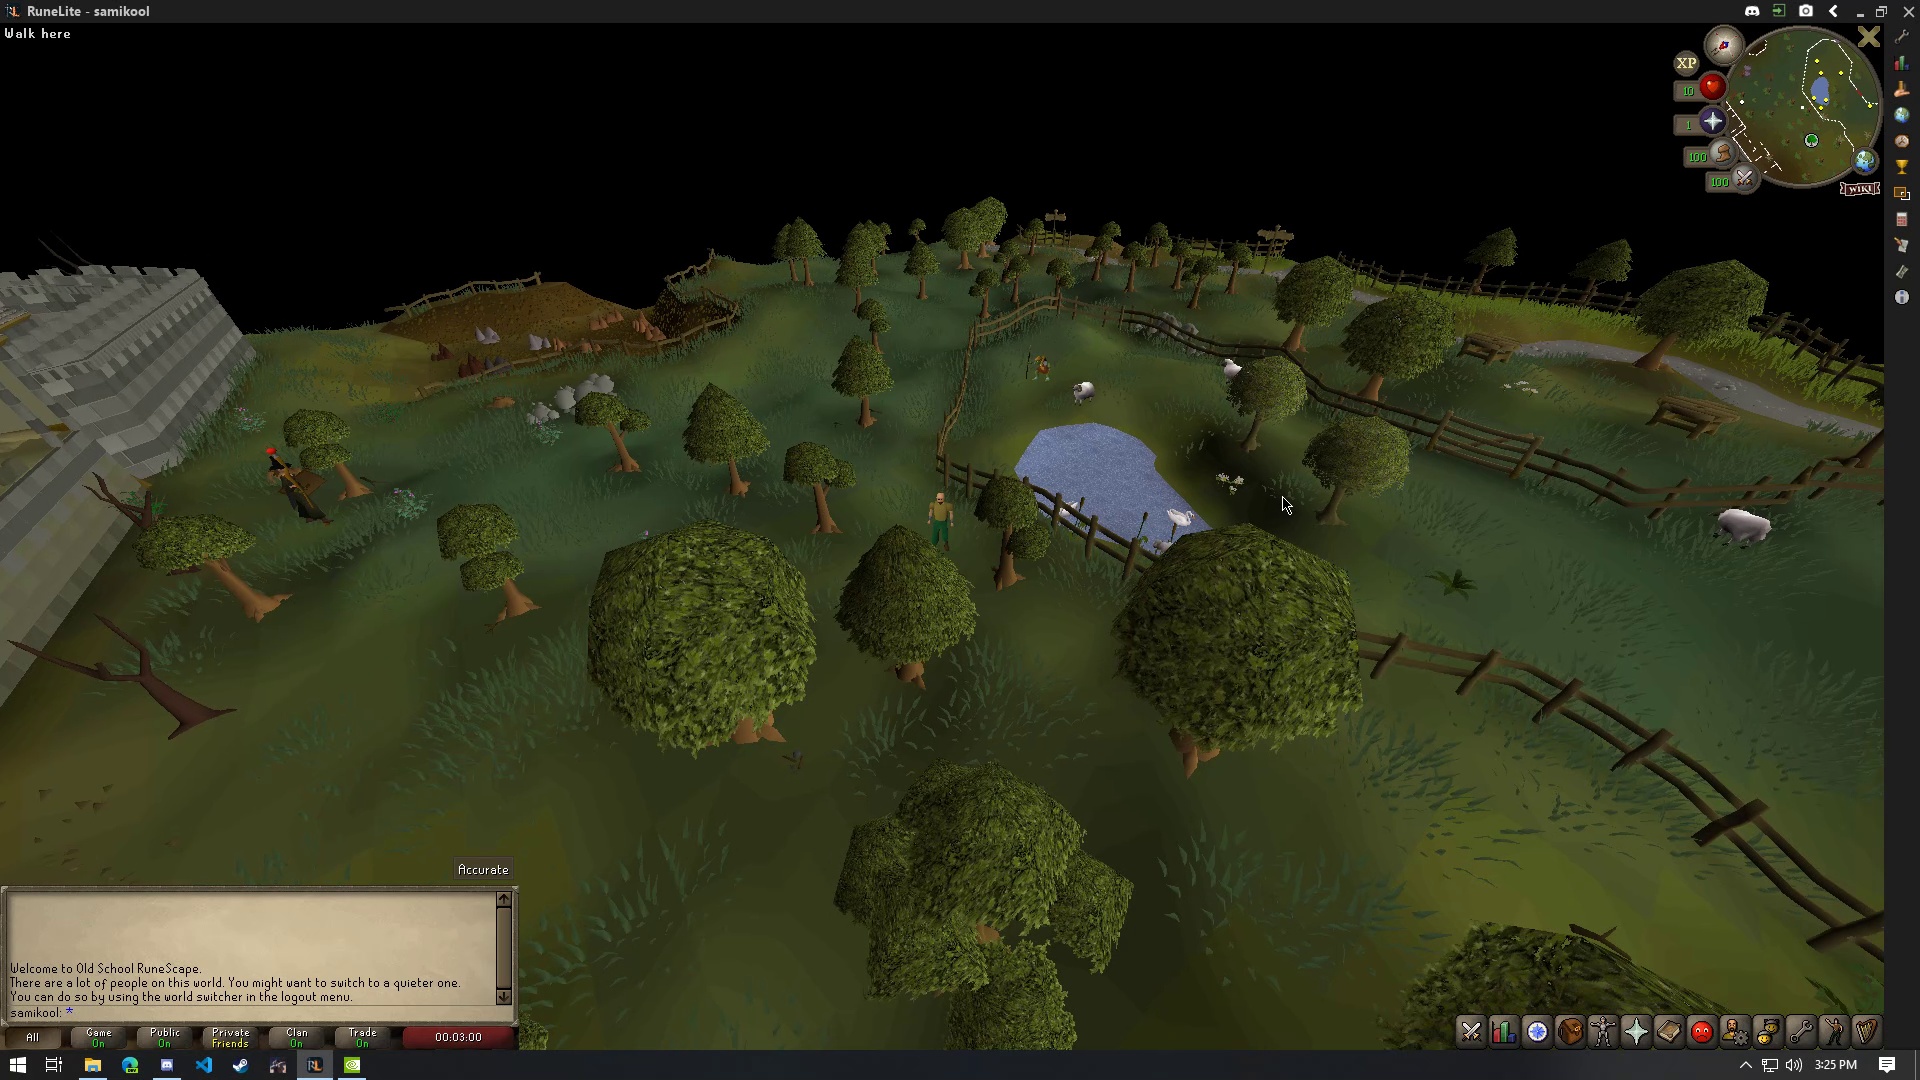 RuneLite - samikool
Walk here
XP
10
1
100
100
WIKI
Accurate
Welcome to Old School RuneScape.
There are a lot of people on this world. You might want to switch to a quieter one.
You can do so by using the world switcher in the logout menu.
samikool: *
All
Game
On
Public
On
Private
Friends
Clan
On
Trade
On
00:03:00
3:25 PM